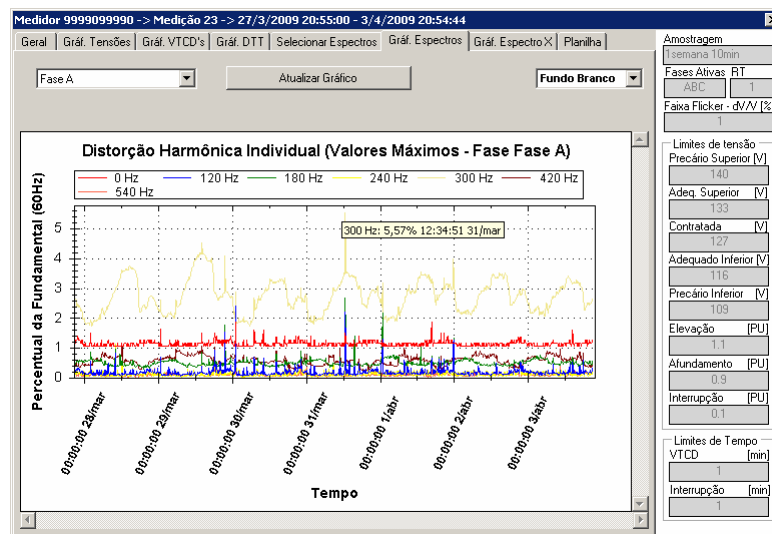 Medidor 9999099990 -> Medição 23 -> 27/3/2009 20:55:00 - 3/4/2009 20:54:44
Geral
Gráf. Tensões
Gráf. VTCD's
Gráf. DTT
Selecionar Espectros
Gráf. Espectros
Gráf. Espectro X
Planilha
Fase A
Atualizar Gráfico
Fundo Branco
Distorção Harmônica Individual (Valores Máximos - Fase Fase A)
0 Hz
120 Hz
180 Hz
240 Hz
300 Hz
420 Hz
540 Hz
Percentual da Fundamental (60Hz)
5
4
3
2
1
0
300 Hz: 5,57% 12:34:51 31/mar
00:00:00 28/mar
00:00:00 29/mar
00:00:00 30/mar
00:00:00 31/mar
00:00:00 1/abr
00:00:00 2/abr
00:00:00 3/abr
Tempo
Amostragem
1semana 10min
Fases Ativas RT
ABC
1
Faixa Flicker - dV/V [%
1
Limites de tensão
Precário Superior [V]
140
Adeq. Superior [V]
133
Contratada [V]
127
Adequado Inferior [V]
116
Precário Inferior [V]
109
Elevação [PU]
1.1
Afundamento [PU]
0.9
Interrupção [PU]
0.1
Limites de Tempo
VTCD [min]
1
Interrupção [min]
1